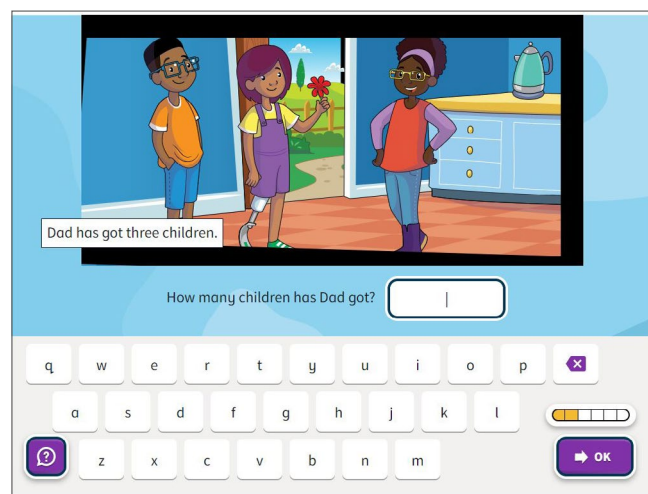 Dad has got three children.
How many children has Dad got?
q w e r t y u i o p
a s d f g h j k l
z x c v b n m
OK